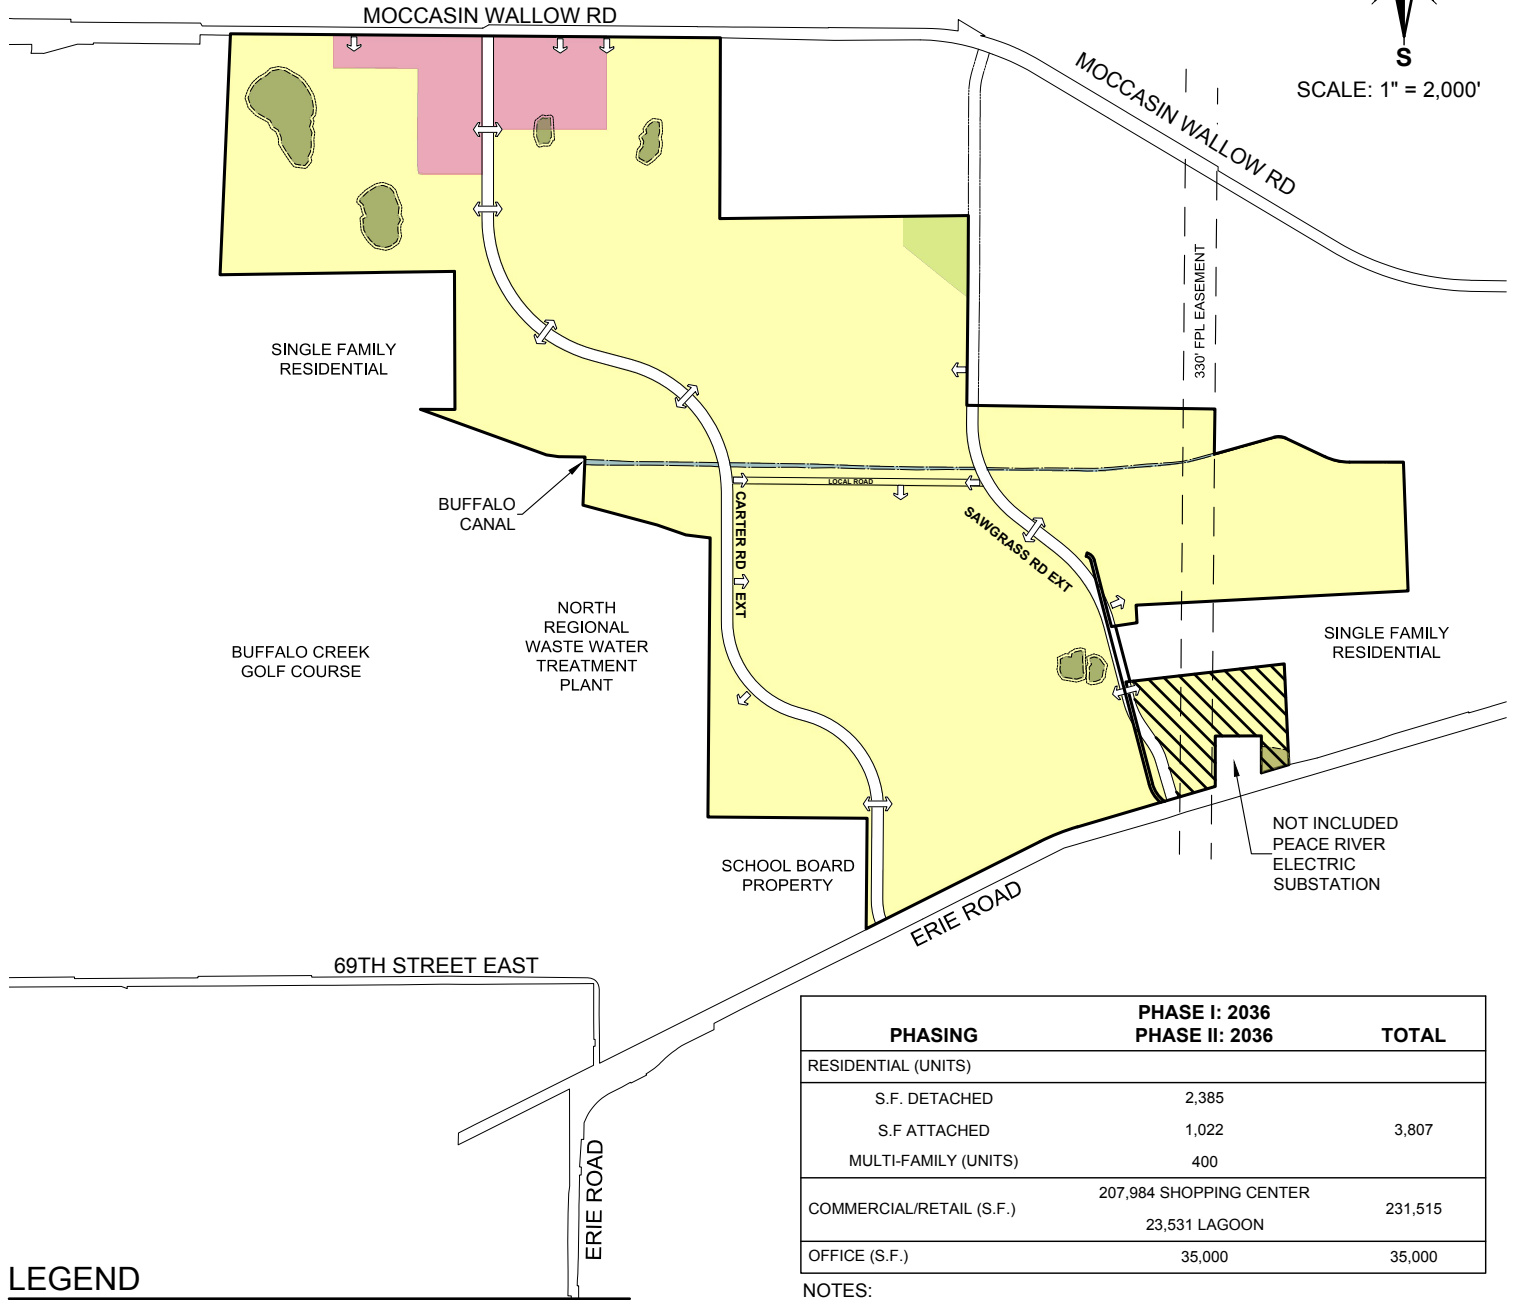 MOCCASIN WALLOW RD
S
SCALE: 1" = 2,000'
MOCCASIN WALLOW RD
330' FPL EASEMENT
SINGLE FAMILY
RESIDENTIAL
BUFFALO
CANAL
LOCAL ROAD
CARTER RD EXT
SAWGRASS RD EXT
NORTH
REGIONAL
WASTE WATER
TREATMENT
PLANT
BUFFALO CREEK
GOLF COURSE
SINGLE FAMILY
RESIDENTIAL
NOT INCLUDED
PEACE RIVER
ELECTRIC
SUBSTATION
SCHOOL BOARD
PROPERTY
ERIE ROAD
69TH STREET EAST
ERIE ROAD
PHASE I: 2036
PHASING PHASE II: 2036 TOTAL
RESIDENTIAL (UNITS)
S.F. DETACHED 2,385
S.F ATTACHED 1,022 3,807
MULTI-FAMILY (UNITS) 400
207,984 SHOPPING CENTER
COMMERCIAL/RETAIL (S.F.) 231,515
23,531 LAGOON
OFFICE (S.F.) 35,000 35,000
LEGEND
NOTES: